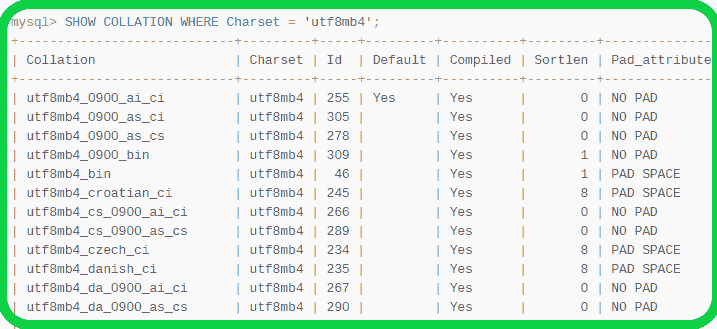 mysql> SHOW COLLATION WHERE Charset = 'utf8mb4';
+----------------------------+---------+-----+---------+----------+---------+---------------
| Collation                  | Charset | Id  | Default | Compiled | Sortlen | Pad_attribute
+----------------------------+---------+-----+---------+----------+---------+---------------
| utf8mb4_0900_ai_ci         | utf8mb4 | 255 | Yes     | Yes      |       0 | NO PAD
| utf8mb4_0900_as_ci         | utf8mb4 | 305 |         | Yes      |       0 | NO PAD
| utf8mb4_0900_as_cs         | utf8mb4 | 278 |         | Yes      |       0 | NO PAD
| utf8mb4_0900_bin           | utf8mb4 | 309 |         | Yes      |       1 | NO PAD
| utf8mb4_bin                | utf8mb4 |  46 |         | Yes      |       1 | PAD SPACE
| utf8mb4_croatian_ci        | utf8mb4 | 245 |         | Yes      |       8 | PAD SPACE
| utf8mb4_cs_0900_ai_ci      | utf8mb4 | 266 |         | Yes      |       0 | NO PAD
| utf8mb4_cs_0900_as_cs      | utf8mb4 | 289 |         | Yes      |       0 | NO PAD
| utf8mb4_czech_ci           | utf8mb4 | 234 |         | Yes      |       8 | PAD SPACE
| utf8mb4_danish_ci          | utf8mb4 | 235 |         | Yes      |       8 | PAD SPACE
| utf8mb4_da_0900_ai_ci      | utf8mb4 | 267 |         | Yes      |       0 | NO PAD
| utf8mb4_da_0900_as_cs      | utf8mb4 | 290 |         | Yes      |       0 | NO PAD